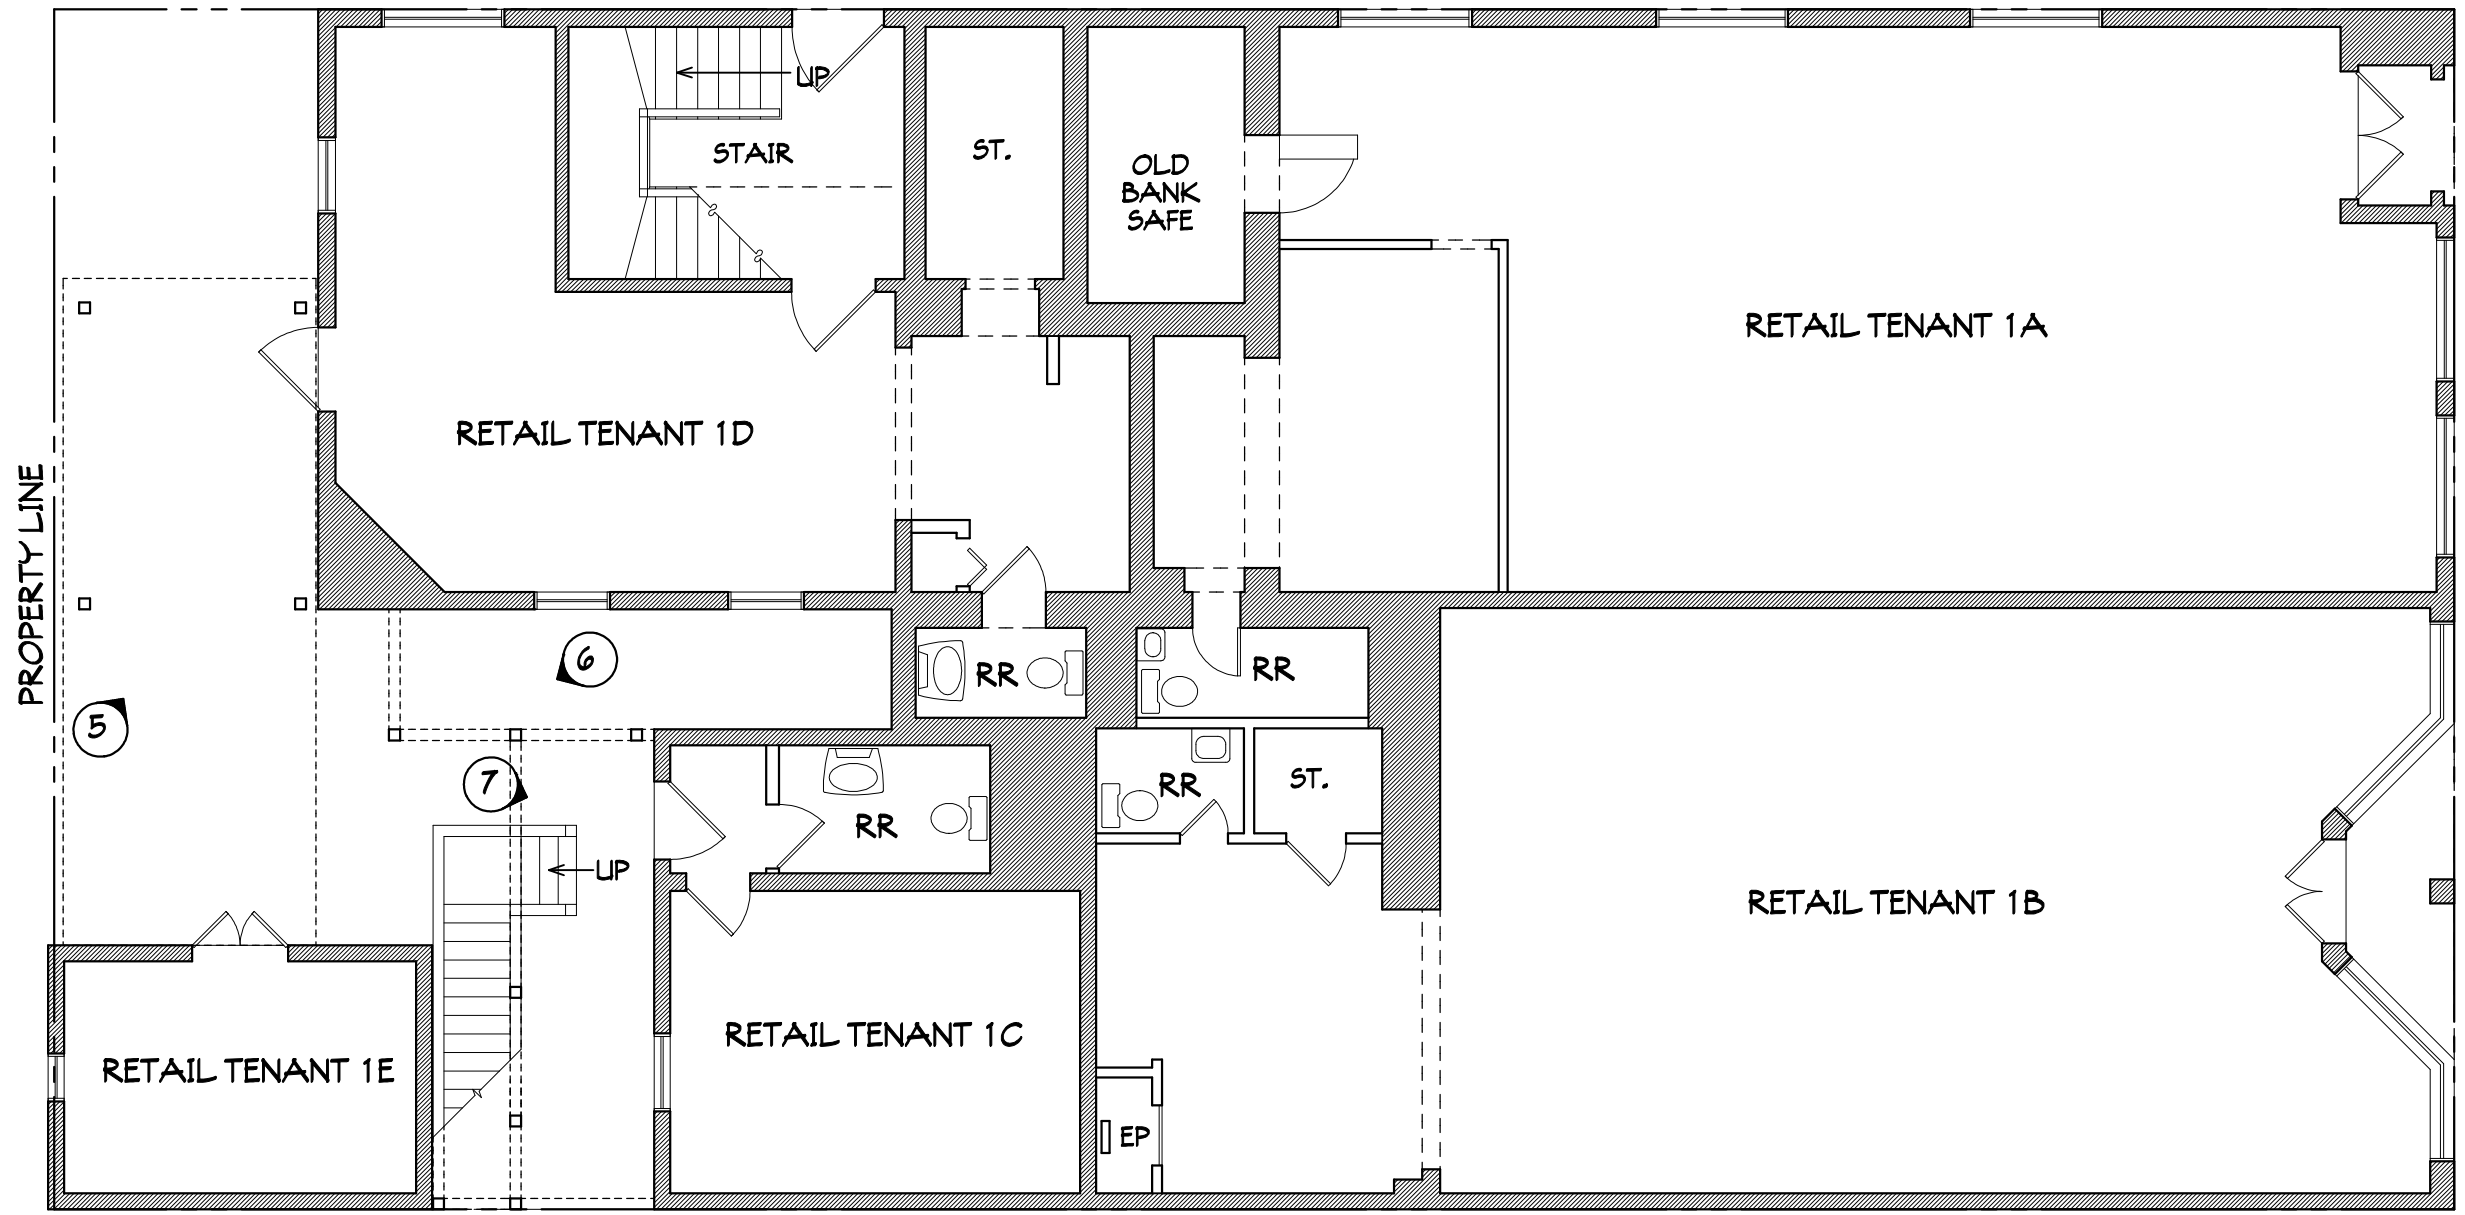 UP
STAIR
ST.
OLD
BANK
SAFE
RETAIL TENANT 1A
RETAIL TENANT 1D
PROPERTY LINE
6
RR
RR
5
7
RR
ST.
RR
UP
RETAIL TENANT 1B
RETAIL TENANT 1C
RETAIL TENANT 1E
EP